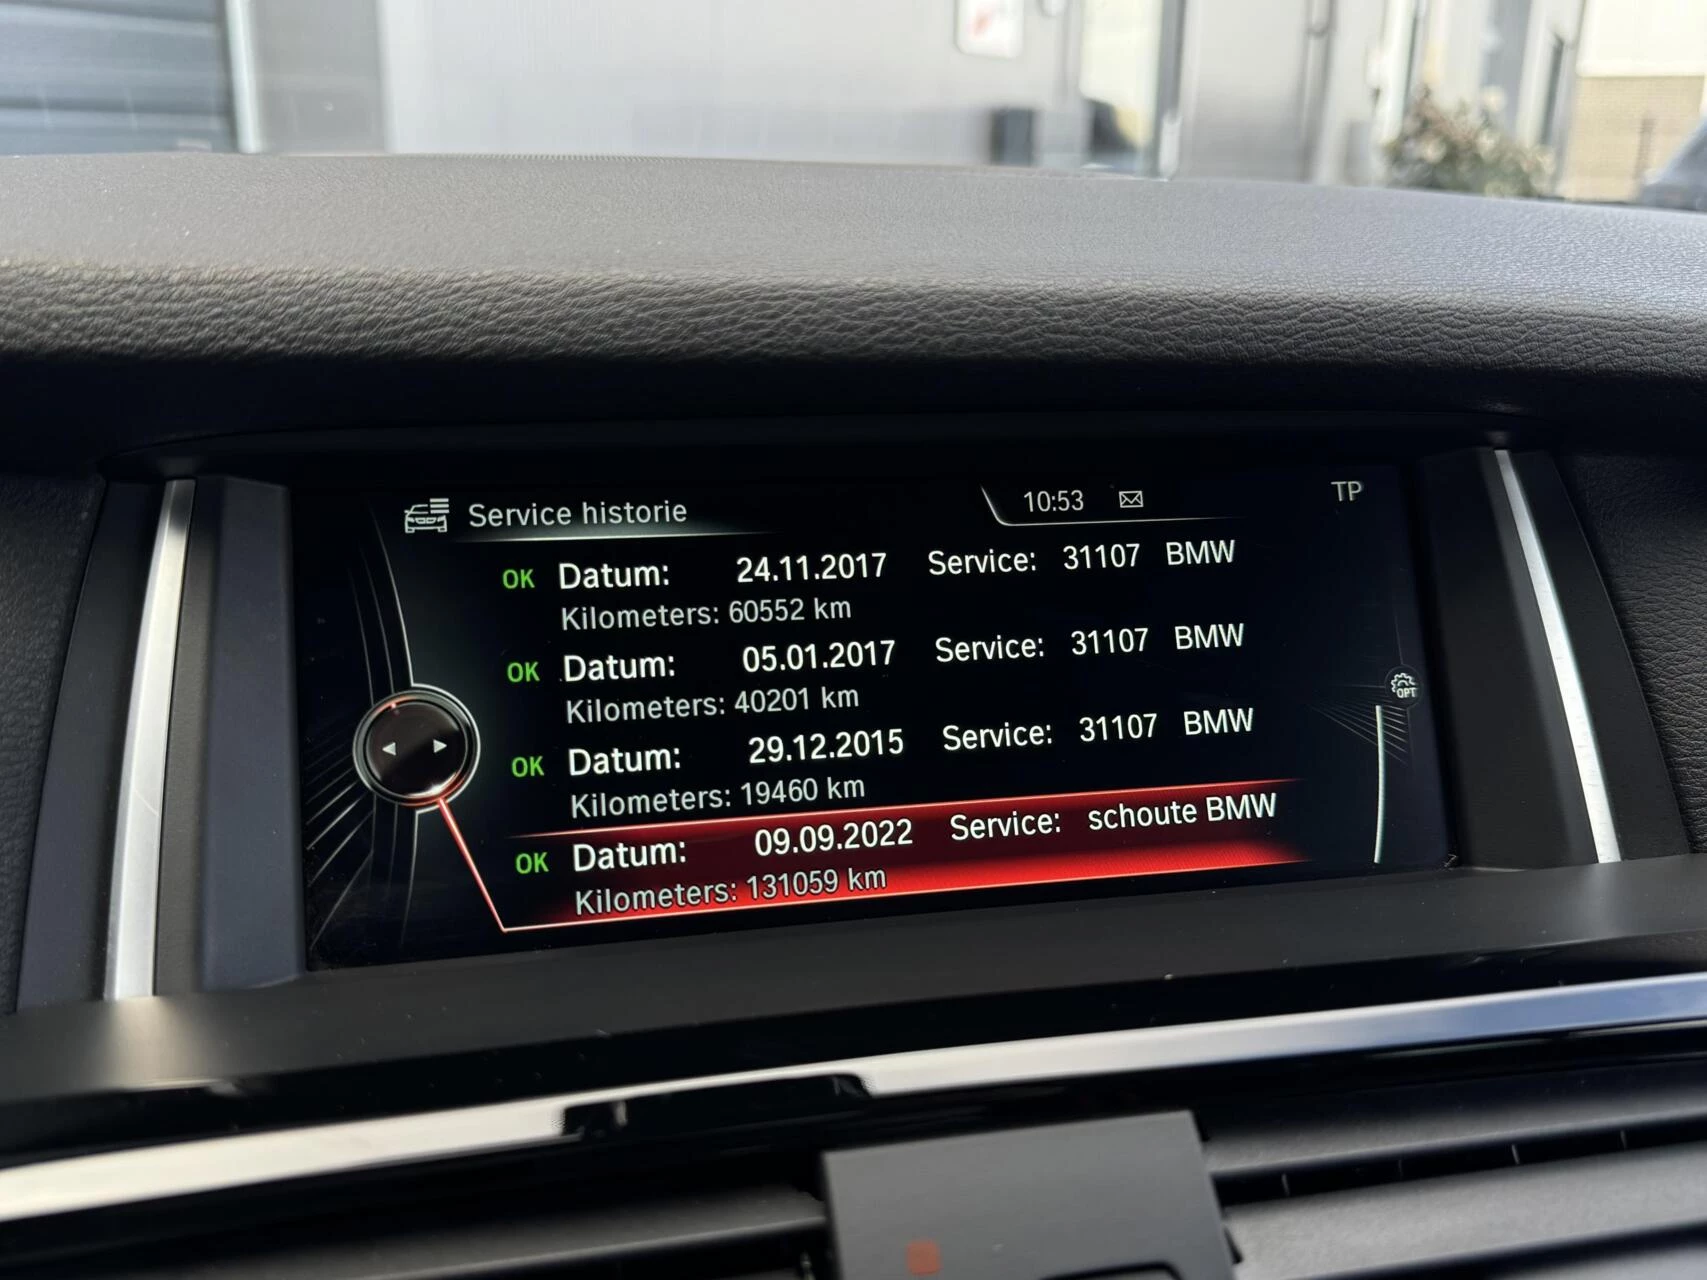 Service historie 10:53 TP
OK Datum: 24.11.2017 Service: 31107 BMW
Kilometers: 60552 km
OK Datum: 05.01.2017 Service: 31107 BMW
Kilometers: 40201 km
OPT
OK Datum: 29.12.2015 Service: 31107 BMW
Kilometers: 19460 km
OK Datum: 09.09.2022 Service: schoute BMW
Kilometers: 131059 km